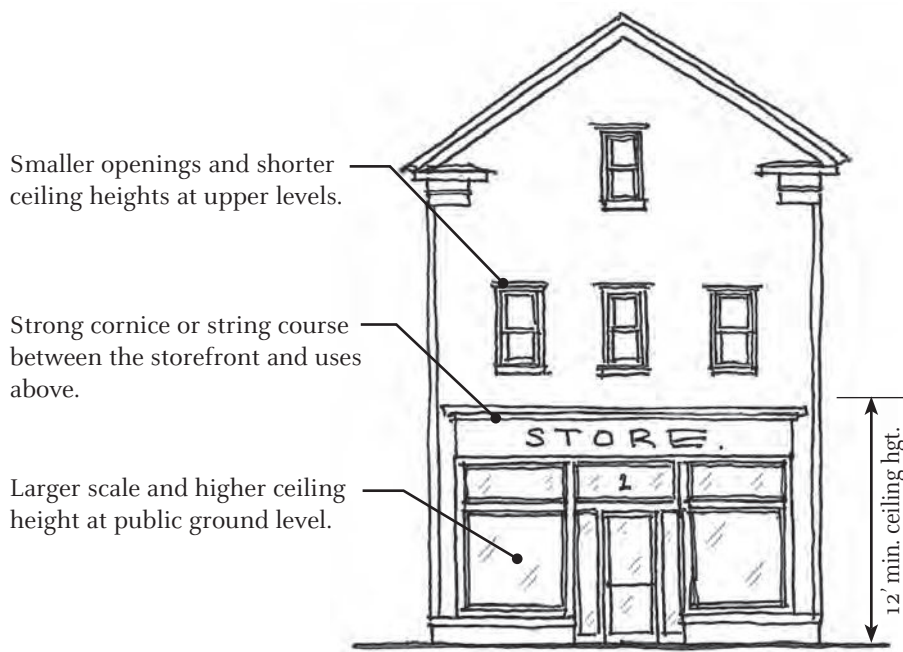 Smaller openings and shorter
ceiling heights at upper levels.
Strong cornice or string course
between the storefront and uses
above.
STORE.
2
Larger scale and higher ceiling
height at public ground level.
12' min. ceiling hgt.